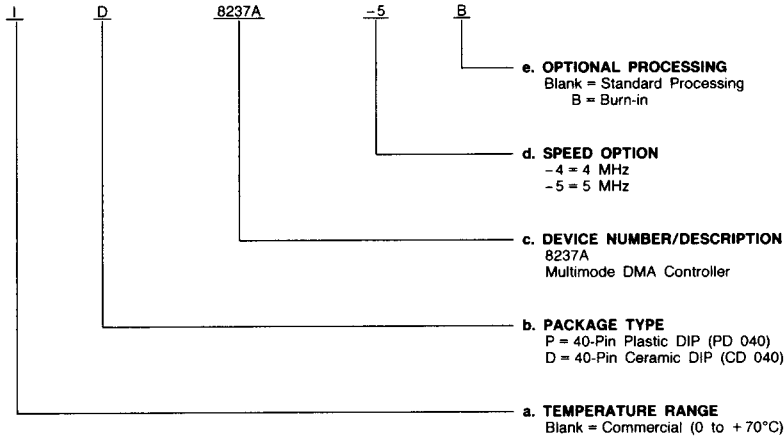 I D 8237A -5 B
e. OPTIONAL PROCESSING
Blank = Standard Processing
B = Burn-in
d. SPEED OPTION
-4 = 4 MHz
-5 = 5 MHz
c. DEVICE NUMBER/DESCRIPTION
8237A
Multimode DMA Controller
b. PACKAGE TYPE
P = 40-Pin Plastic DIP (PD 040)
D = 40-Pin Ceramic DIP (CD 040)
a. TEMPERATURE RANGE
Blank = Commercial (0 to +70°C)